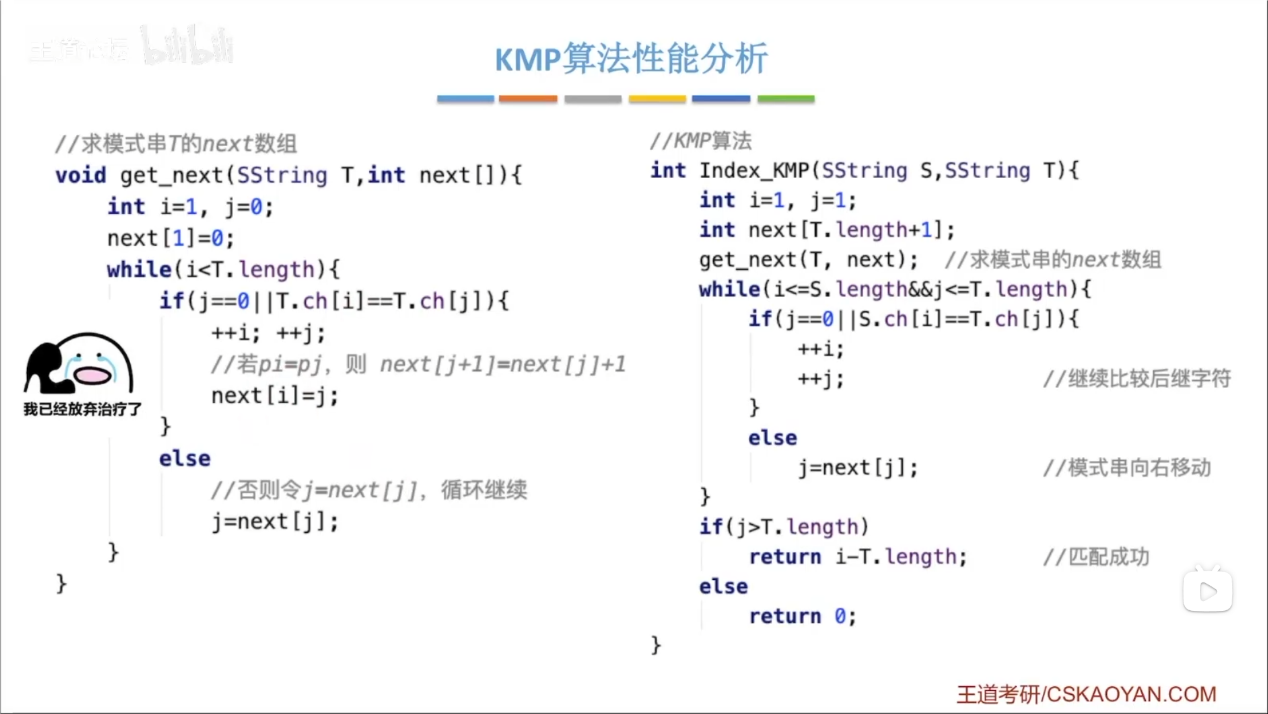 王道论坛 bilibili
KMP算法性能分析
//求模式串T的next数组
void get_next(SString T,int next[]){
int i=1, j=0;
next[1]=0;
while(i<T.length){
if(j==0||T.ch[i]==T.ch[j]){
++i; ++j;
//若pi=pj，则 next[j+1]=next[j]+1
next[i]=j;
}
else
//否则令j=next[j]，循环继续
j=next[j];
}
}
我已经放弃治疗了
//KMP算法
int Index_KMP(SString S,SString T){
int i=1, j=1;
int next[T.length+1];
get_next(T, next); //求模式串的next数组
while(i<=S.length&&j<=T.length){
if(j==0||S.ch[i]==T.ch[j]){
++i;
++j; //继续比较后继字符
}
else
j=next[j]; //模式串向右移动
}
if(j>T.length)
return i-T.length; //匹配成功
else
return 0;
}
王道考研/CSKAOYAN.COM